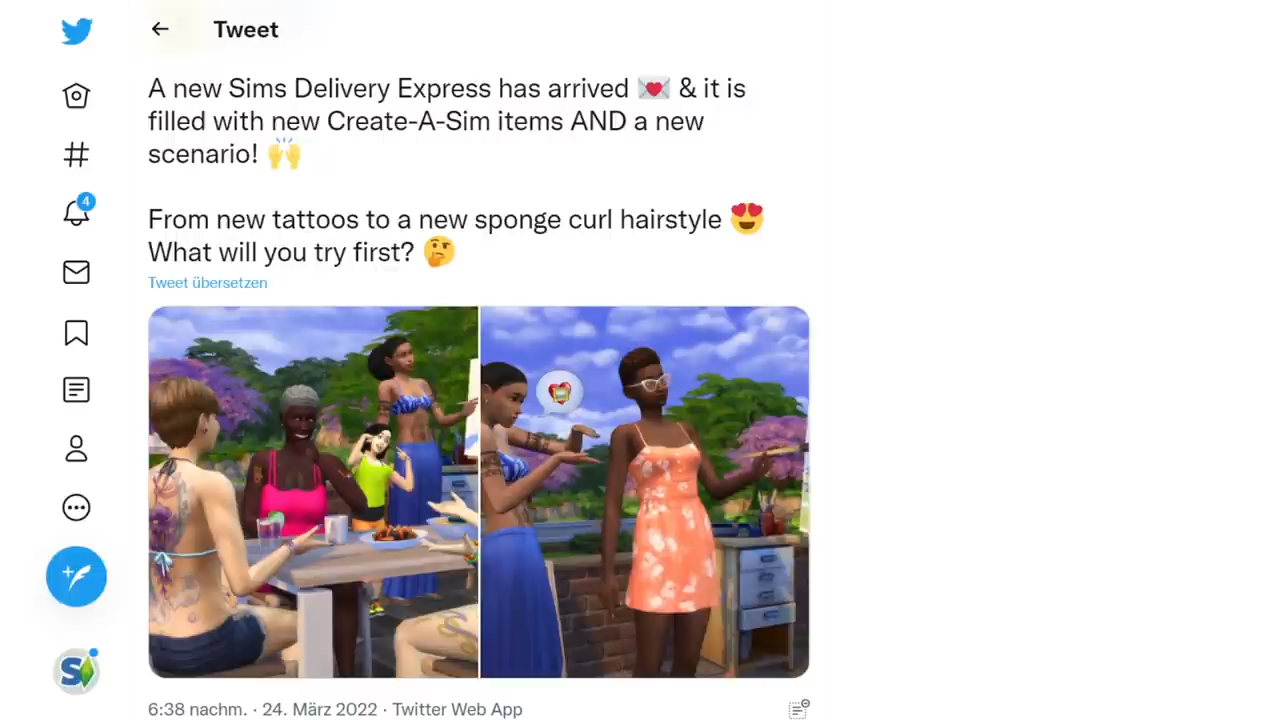 Tweet
A new Sims Delivery Express has arrived 💌 & it is
filled with new Create-A-Sim items AND a new
scenario! 🙌
From new tattoos to a new sponge curl hairstyle 😍
What will you try first? 🤔
Tweet übersetzen
4
S
6:38 nachm. · 24. März 2022 · Twitter Web App